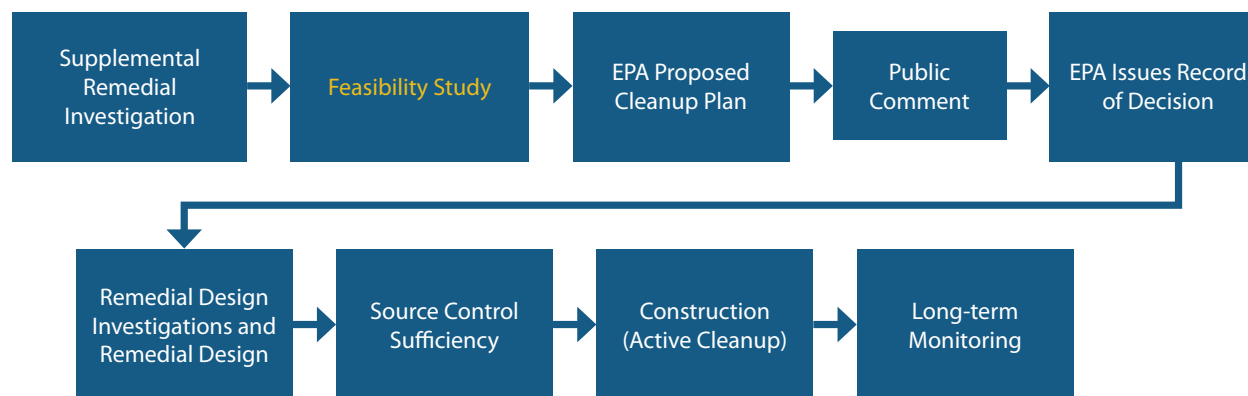 Supplemental
Remedial
Investigation
Feasibility Study
EPA Proposed
Cleanup Plan
Public
Comment
EPA Issues Record
of Decision
Remedial Design
Investigations and
Remedial Design
Source Control
Sufficiency
Construction
(Active Cleanup)
Long-term
Monitoring